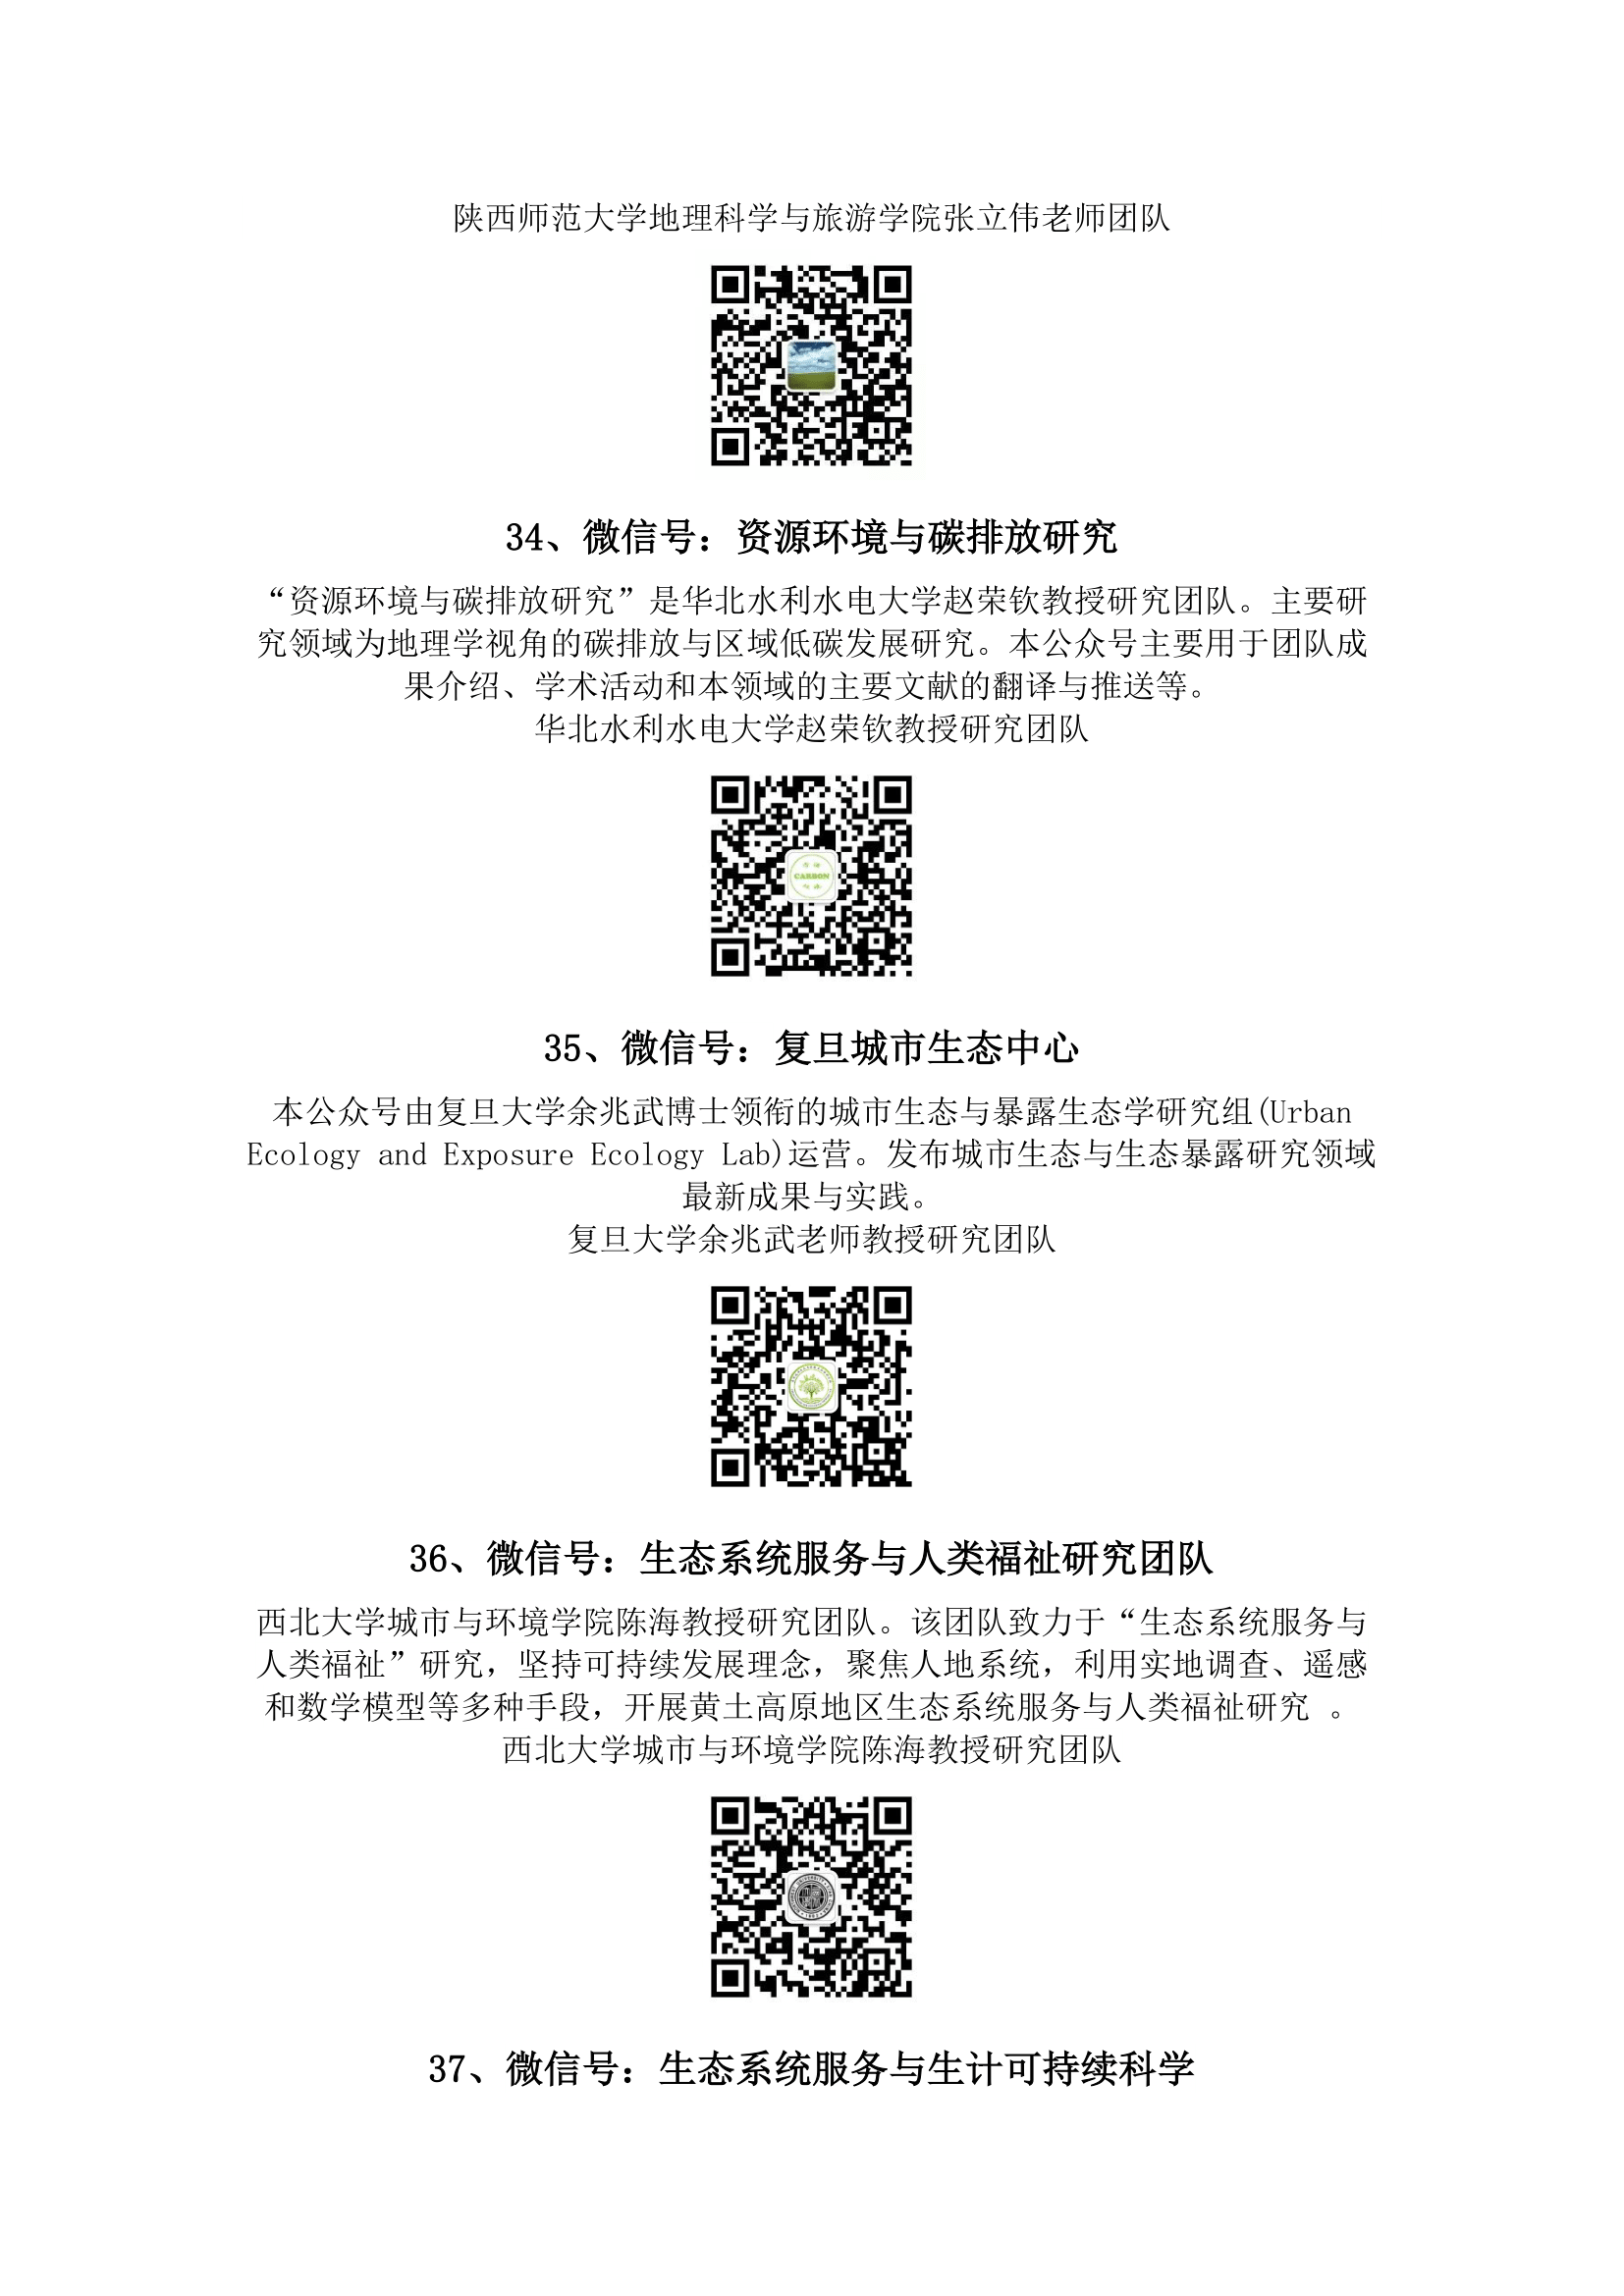 陕西师范大学地理科学与旅游学院张立伟老师团队
34、微信号：资源环境与碳排放研究
“资源环境与碳排放研究”是华北水利水电大学赵荣钦教授研究团队。主要研
究领域为地理学视角的碳排放与区域低碳发展研究。本公众号主要用于团队成
果介绍、学术活动和本领域的主要文献的翻译与推送等。
华北水利水电大学赵荣钦教授研究团队
CARBON
35、微信号：复旦城市生态中心
本公众号由复旦大学余兆武博士领衔的城市生态与暴露生态学研究组(Urban
Ecology and Exposure Ecology Lab)运营。发布城市生态与生态暴露研究领域
最新成果与实践。
复旦大学余兆武老师教授研究团队
36、微信号：生态系统服务与人类福祉研究团队
西北大学城市与环境学院陈海教授研究团队。该团队致力于“生态系统服务与
人类福祉”研究，坚持可持续发展理念，聚焦人地系统，利用实地调查、遥感
和数学模型等多种手段，开展黄土高原地区生态系统服务与人类福祉研究 。
西北大学城市与环境学院陈海教授研究团队
37、微信号：生态系统服务与生计可持续科学